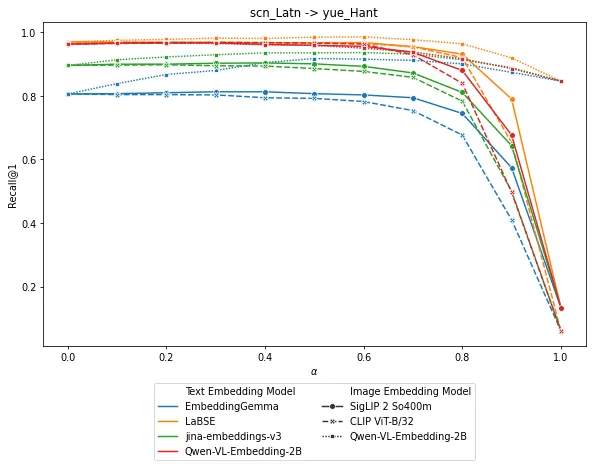 scn_Latn -> yue_Hant
Recall@1
1.0
0.8
0.6
0.4
0.2
0.0 0.2 0.4 0.6 0.8 1.0
α
Text Embedding Model
EmbeddingGemma
LaBSE
jina-embeddings-v3
Qwen-VL-Embedding-2B
Image Embedding Model
SigLIP 2 So400m
CLIP ViT-B/32
Qwen-VL-Embedding-2B